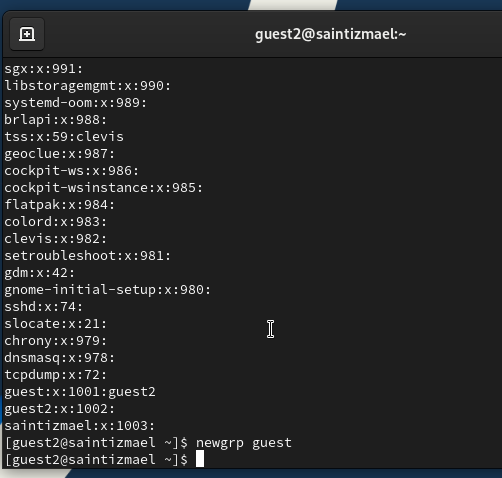 guest2@saintizmael:~
sgx:x:991:
libstoragemgmt:x:990:
systemd-oom:x:989:
brlapi:x:988:
tss:x:59:clevis
geoclue:x:987:
cockpit-ws:x:986:
cockpit-wsinstance:x:985:
flatpak:x:984:
colord:x:983:
clevis:x:982:
setroubleshoot:x:981:
gdm:x:42:
gnome-initial-setup:x:980:
sshd:x:74:
slocate:x:21:
chrony:x:979:
dnsmasq:x:978:
tcpdump:x:72:
guest:x:1001:guest2
guest2:x:1002:
saintizmael:x:1003:
[guest2@saintizmael ~]$ newgrp guest
[guest2@saintizmael ~]$